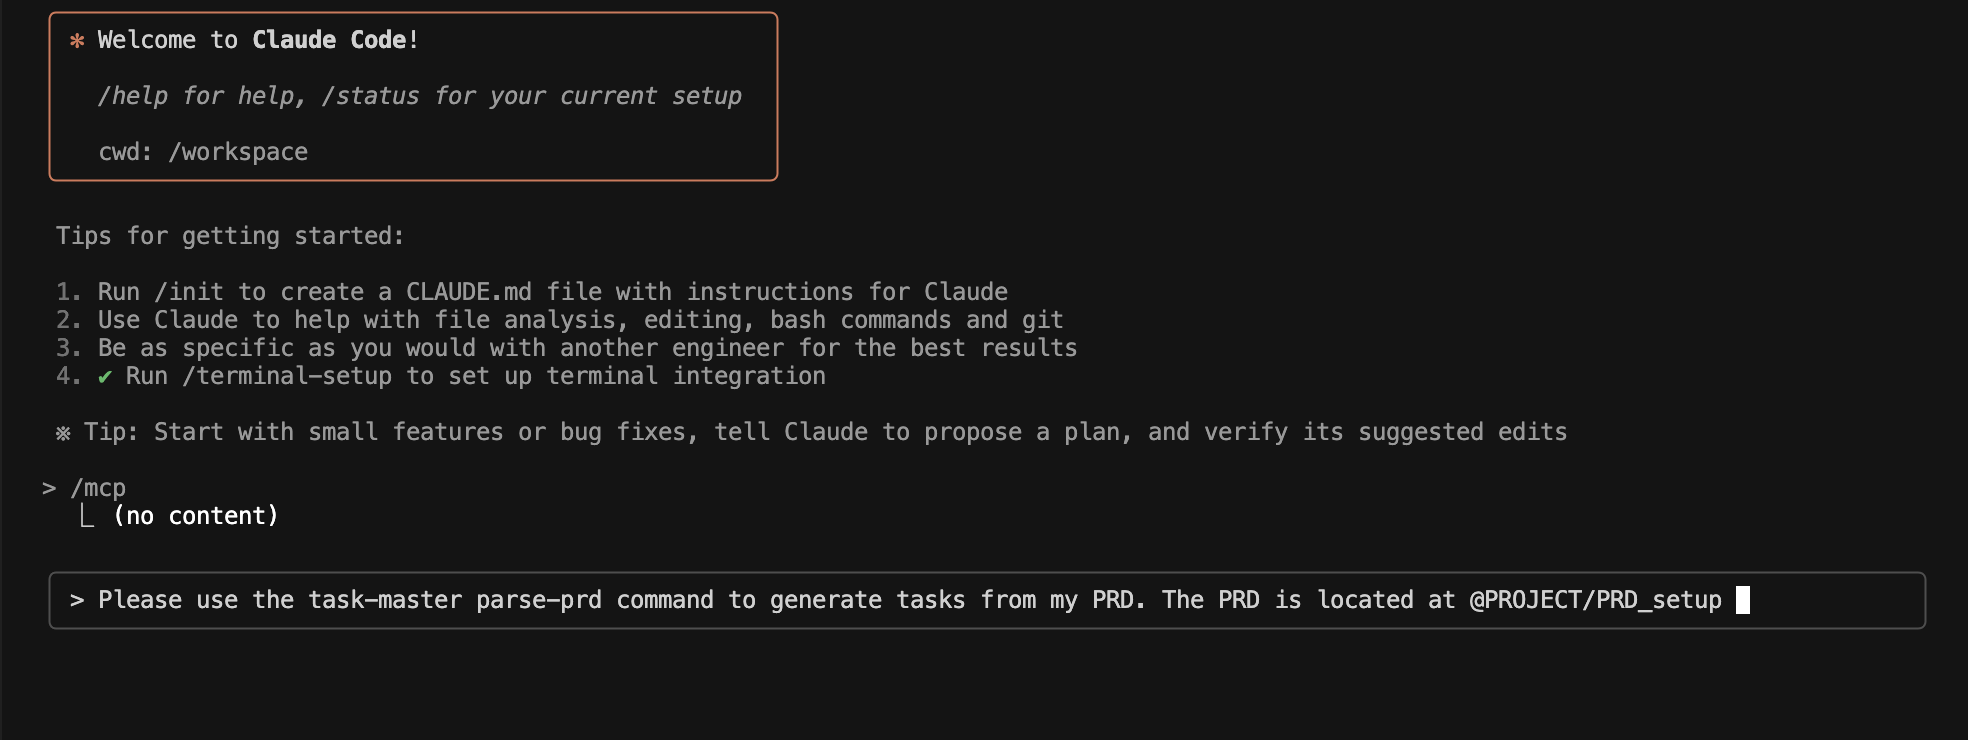 ✻ Welcome to Claude Code!
/help for help, /status for your current setup
cwd: /workspace
Tips for getting started:
1. Run /init to create a CLAUDE.md file with instructions for Claude
2. Use Claude to help with file analysis, editing, bash commands and git
3. Be as specific as you would with another engineer for the best results
4. ✔ Run /terminal-setup to set up terminal integration
※ Tip: Start with small features or bug fixes, tell Claude to propose a plan, and verify its suggested edits
> /mcp
⎿ (no content)
> Please use the task-master parse-prd command to generate tasks from my PRD. The PRD is located at @PROJECT/PRD_setup